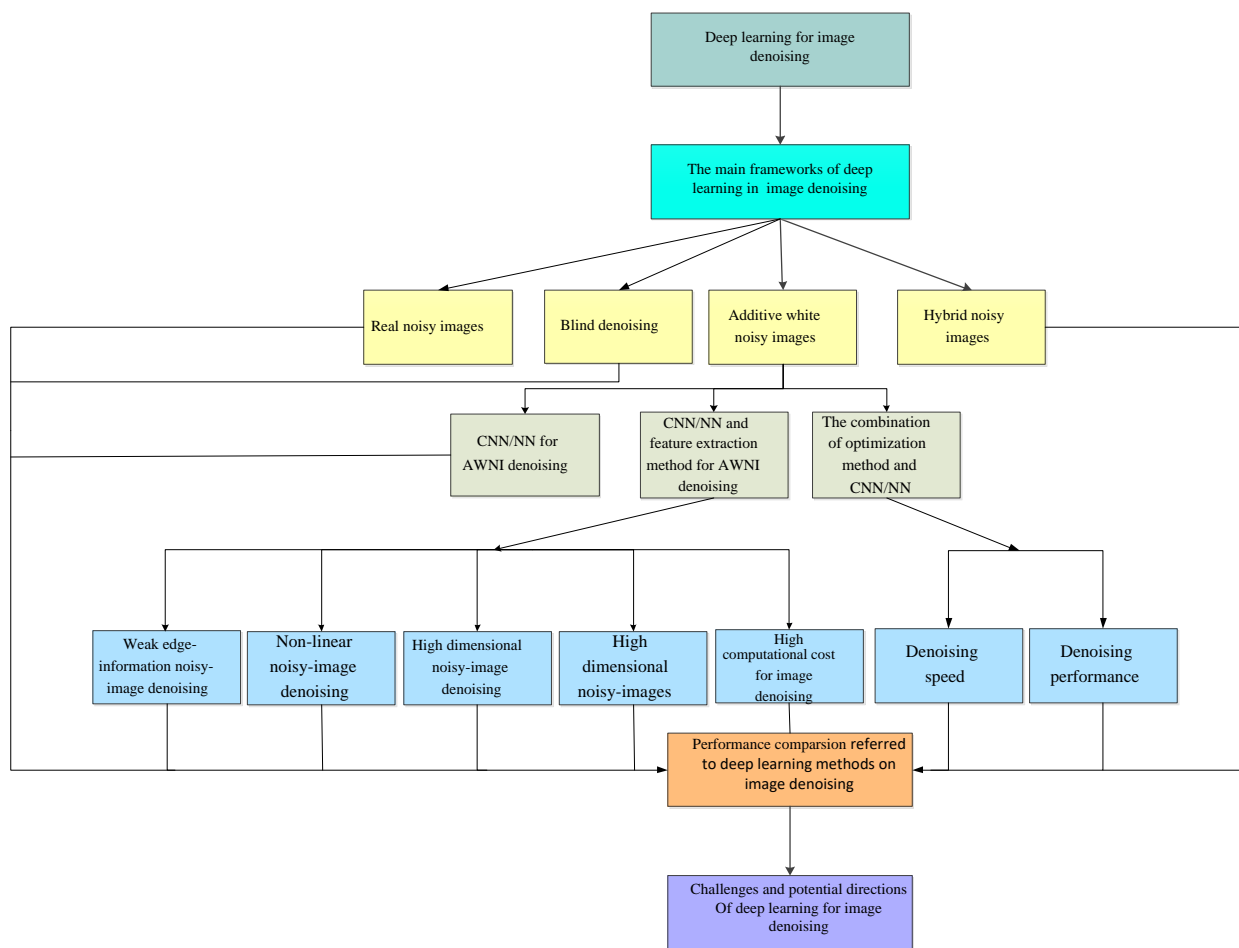 Deep learning for image
denoising
The main frameworks of deep
learning in image denoising
Real noisy images
Blind denoising
Additive white
noisy images
Hybrid noisy
images
CNN/NN for
AWNI denoising
CNN/NN and
feature extraction
method for AWNI
denoising
The combination
of optimization
method and
CNN/NN
Weak edge-
information noisy-
image denoising
Non-linear
noisy-image
denoising
High dimensional
noisy-image
denoising
High
dimensional
noisy-images
High
computational cost
for image
denoising
Denoising
speed
Denoising
performance
Performance comparsion referred
to deep learning methods on
image denoising
Challenges and potential directions
Of deep learning for image
denoising